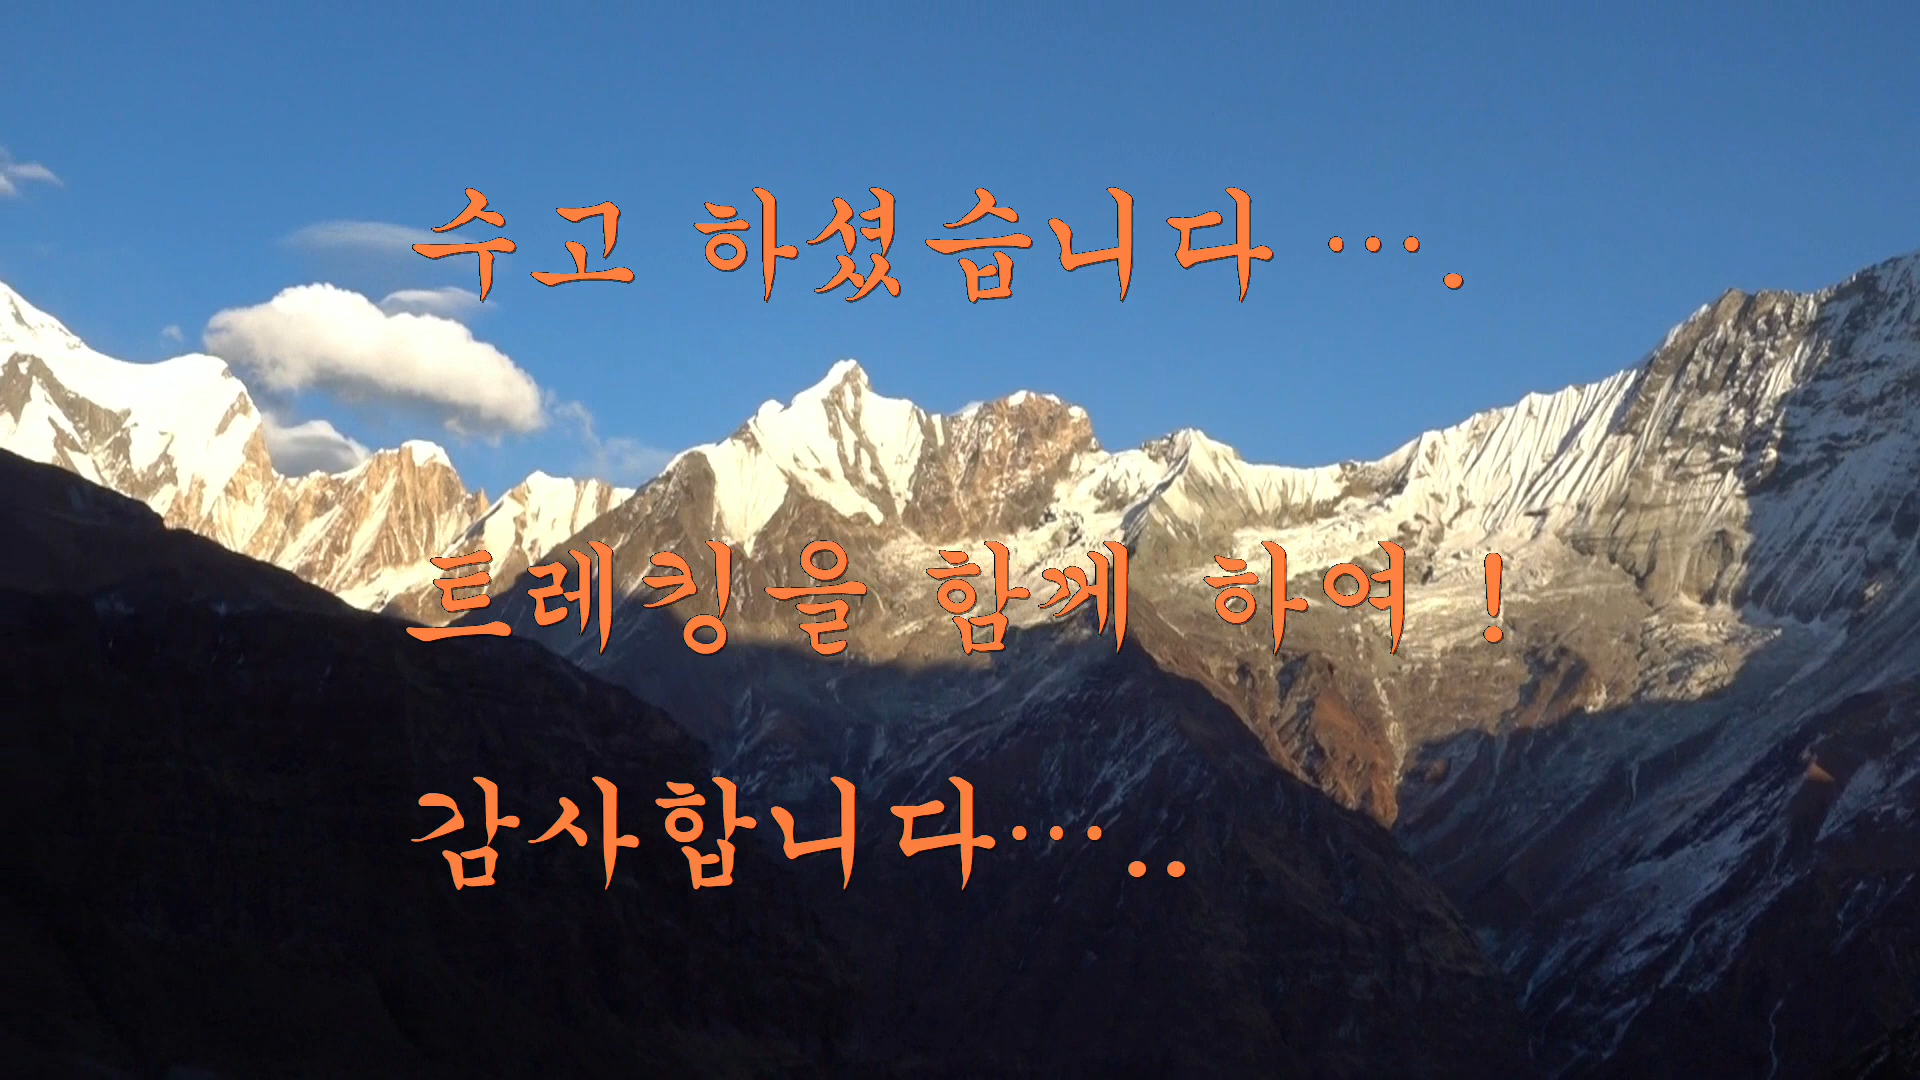 수고 하셨습니다 ….
트레킹을 함께 하여 !
감사합니다…..